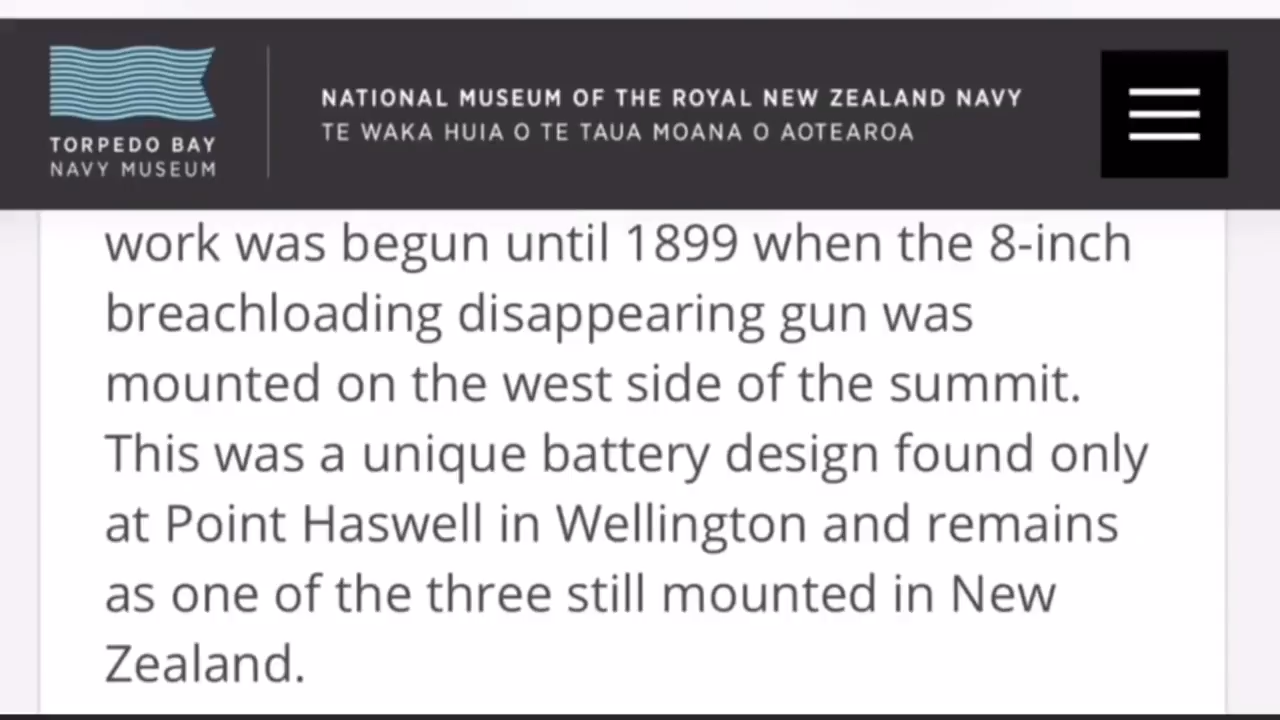 TORPEDO BAY
NAVY MUSEUM
NATIONAL MUSEUM OF THE ROYAL NEW ZEALAND NAVY
TE WAKA HUIA O TE TAUA MOANA O AOTEAROA
work was begun until 1899 when the 8-inch
breachloading disappearing gun was
mounted on the west side of the summit.
This was a unique battery design found only
at Point Haswell in Wellington and remains
as one of the three still mounted in New
Zealand.